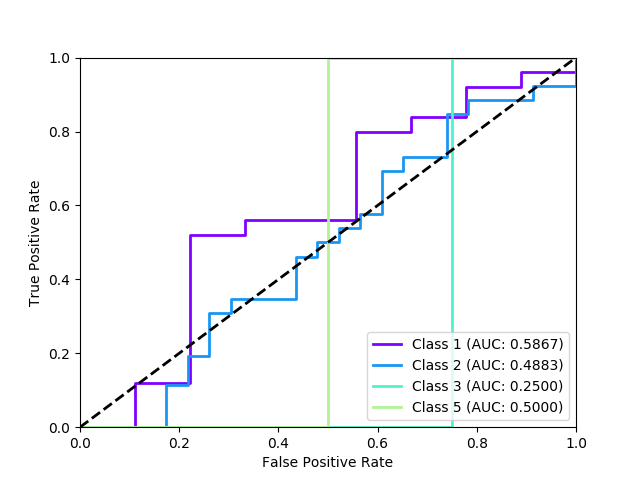 1.0
0.8
0.6
0.4
0.2
0.0
True Positive Rate
Class 1 (AUC: 0.5867)
Class 2 (AUC: 0.4883)
Class 3 (AUC: 0.2500)
Class 5 (AUC: 0.5000)
0.0 0.2 0.4 0.6 0.8 1.0
False Positive Rate